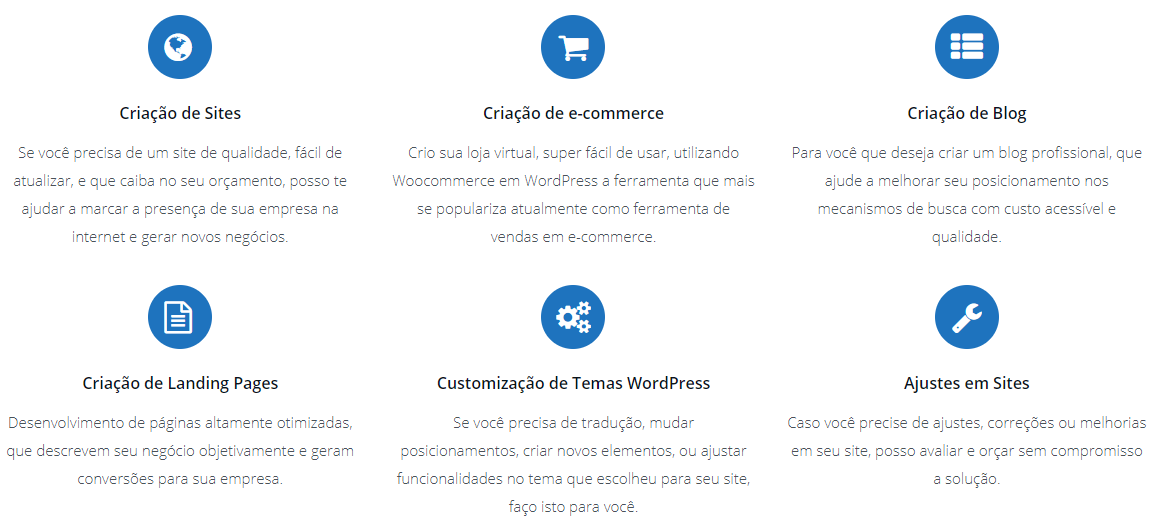 Criação de Sites
Se você precisa de um site de qualidade, fácil de
atualizar, e que caiba no seu orçamento, posso te
ajudar a marcar a presença de sua empresa na
internet e gerar novos negócios.
Criação de e-commerce
Crio sua loja virtual, super fácil de usar, utilizando
Woocommerce em WordPress a ferramenta que mais
se populariza atualmente como ferramenta de
vendas em e-commerce.
Criação de Blog
Para você que deseja criar um blog profissional, que
ajude a melhorar seu posicionamento nos
mecanismos de busca com custo acessível e
qualidade.
Criação de Landing Pages
Desenvolvimento de páginas altamente otimizadas,
que descrevem seu negócio objetivamente e geram
conversões para sua empresa.
Customização de Temas WordPress
Se você precisa de tradução, mudar
posicionamentos, criar novos elementos, ou ajustar
funcionalidades no tema que escolheu para seu site,
faço isto para você.
Ajustes em Sites
Caso você precise de ajustes, correções ou melhorias
em seu site, posso avaliar e orçar sem compromisso
a solução.